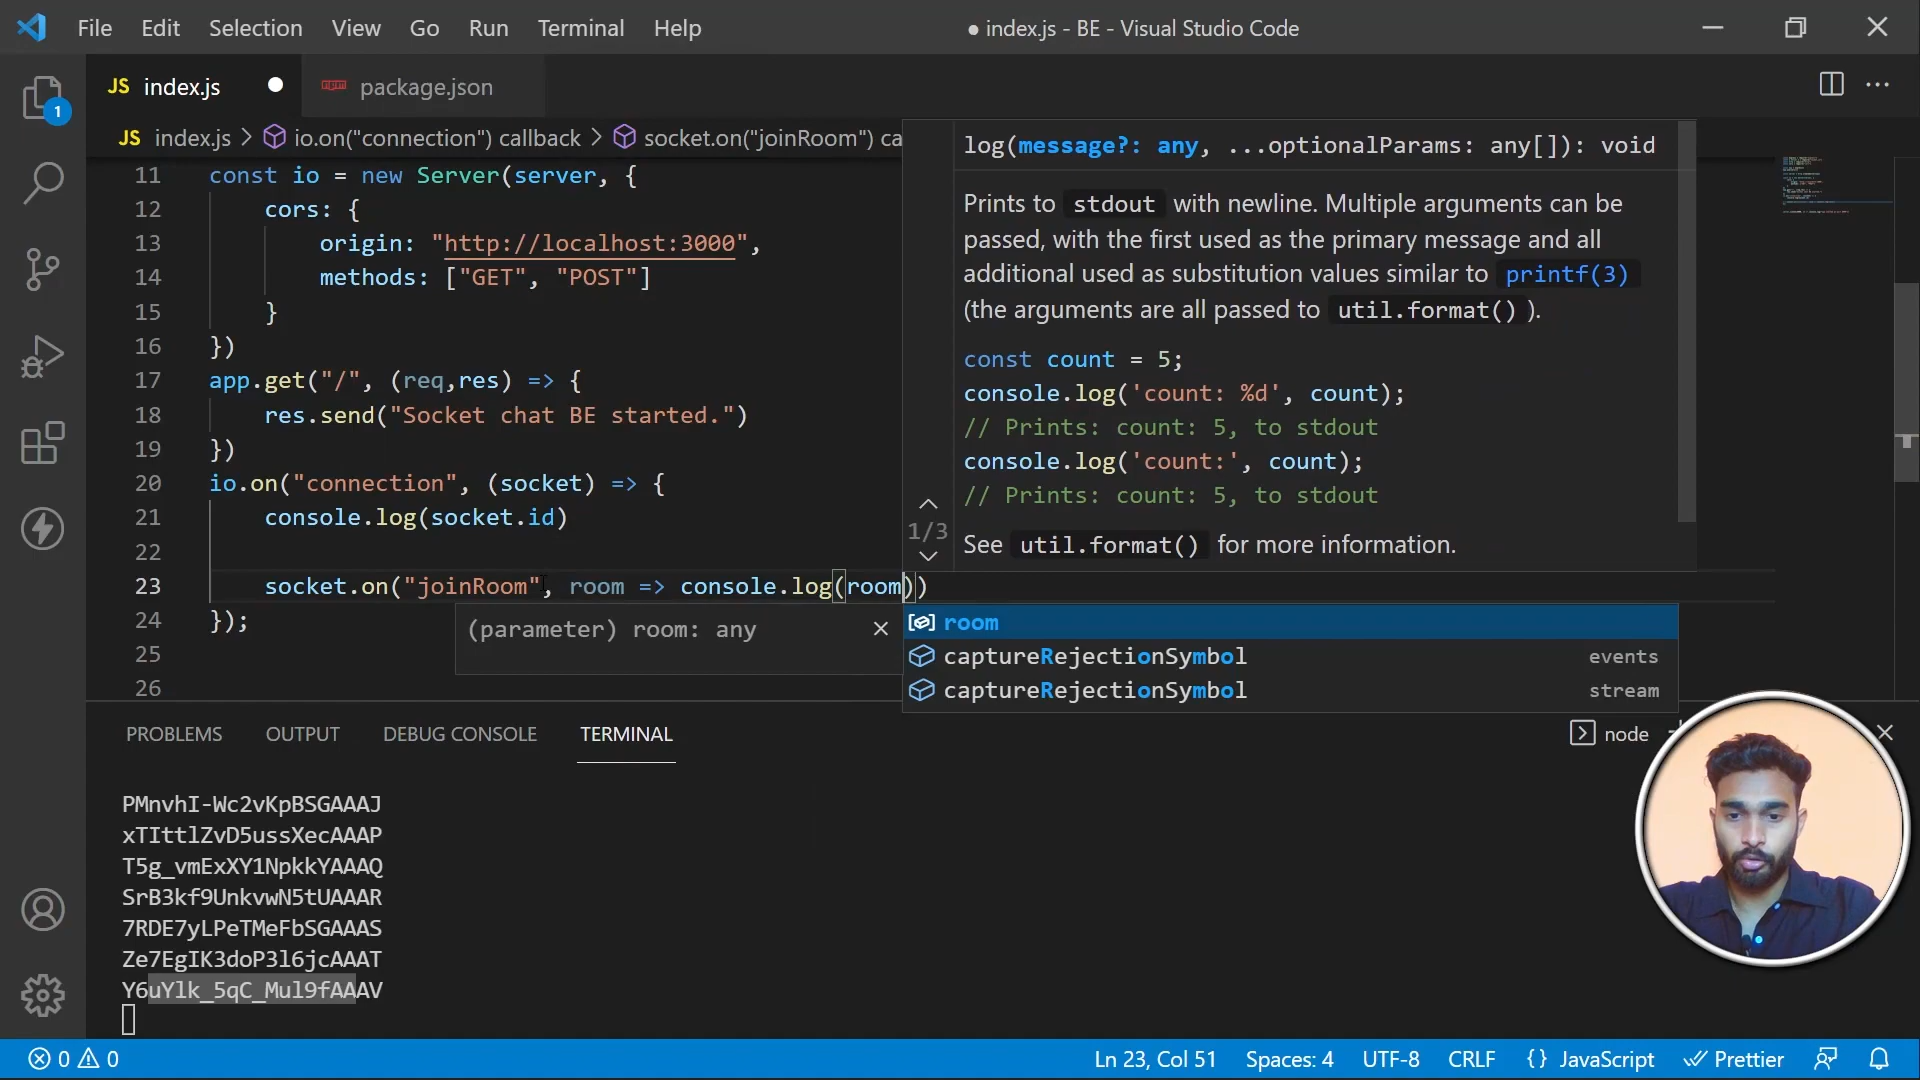 File Edit Selection View Go Run Terminal Help
● index.js - BE - Visual Studio Code
JS index.js ●
package.json
JS index.js > io.on("connection") callback > socket.on("joinRoom") ca
1
11 const io = new Server(server, {
12 cors: {
13 origin: "http://localhost:3000",
14 methods: ["GET", "POST"]
15 }
16 })
17 app.get("/", (req,res) => {
18 res.send("Socket chat BE started.")
19 })
20 io.on("connection", (socket) => {
21 console.log(socket.id)
22
23 socket.on("joinRoom", room => console.log(room))
24 });
25
26
log(message?: any, ...optionalParams: any[]): void
Prints to stdout with newline. Multiple arguments can be
passed, with the first used as the primary message and all
additional used as substitution values similar to printf(3)
(the arguments are all passed to util.format() ).
const count = 5;
console.log('count: %d', count);
// Prints: count: 5, to stdout
console.log('count:', count);
// Prints: count: 5, to stdout
1/3
See util.format() for more information.
(parameter) room: any
room
captureRejectionSymbol events
captureRejectionSymbol stream
PROBLEMS OUTPUT DEBUG CONSOLE TERMINAL
node
PMnvhI-Wc2vKpBSGAAAJ
xTIttlZvD5ussXecAAAP
T5g_vmExXY1NpkkYAAAQ
SrB3kf9UnkvwN5tUAAAR
7RDE7yLPeTMeFbSGAAAS
Ze7EgIK3doP3l6jcAAAT
Y6uYlk_5qC_Mul9fAAAV
0 0
Ln 23, Col 51 Spaces: 4 UTF-8 CRLF {} JavaScript Prettier